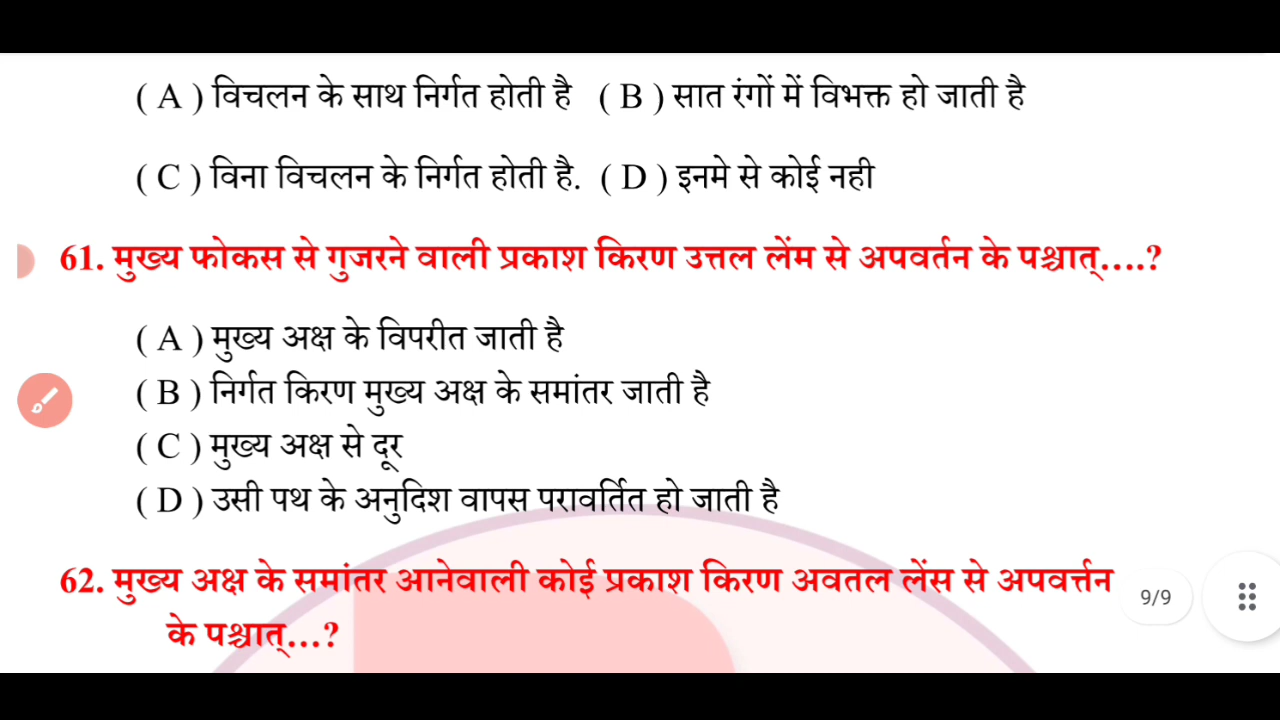 ( A ) विचलन के साथ निर्गत होती है ( B ) सात रंगों में विभक्त हो जाती है
( C ) विना विचलन के निर्गत होती है. ( D ) इनमे से कोई नही
61. मुख्य फोकस से गुजरने वाली प्रकाश किरण उत्तल लेंम से अपवर्तन के पश्चात्....?
( A ) मुख्य अक्ष के विपरीत जाती है
( B ) निर्गत किरण मुख्य अक्ष के समांतर जाती है
( C ) मुख्य अक्ष से दूर
( D ) उसी पथ के अनुदिश वापस परावर्तित हो जाती है
62. मुख्य अक्ष के समांतर आनेवाली कोई प्रकाश किरण अवतल लेंस से अपवर्त्तन
के पश्चात्...?
9/9